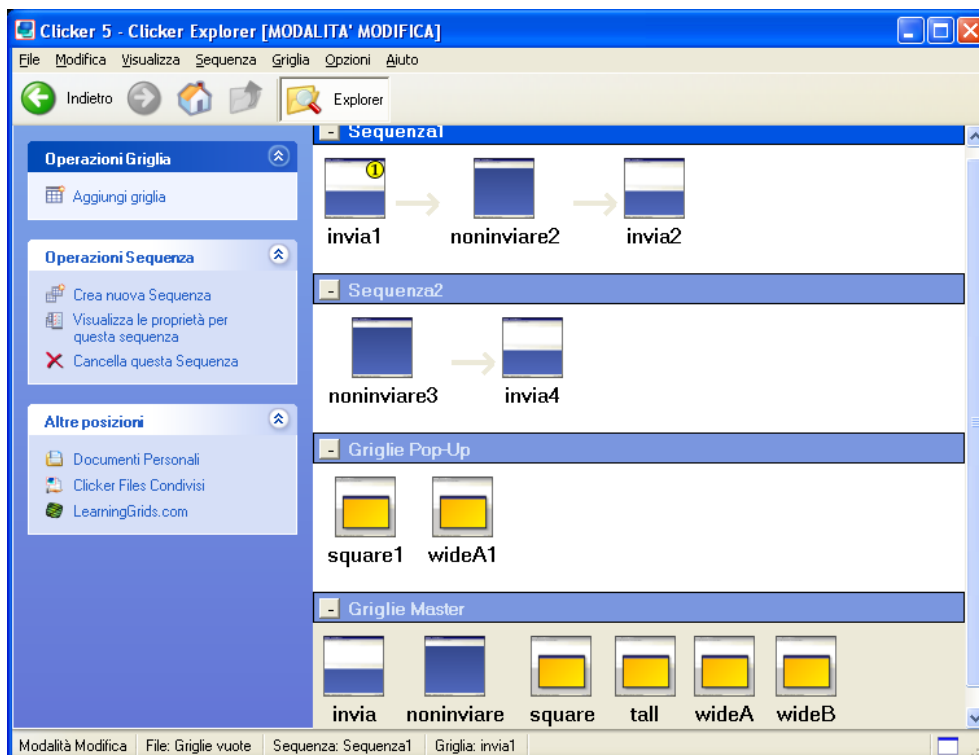 Clicker 5 - Clicker Explorer [MODALITA' MODIFICA]
File Modifica Visualizza Sequenza Griglia Opzioni Aiuto
Indietro Explorer
Operazioni Griglia
Aggiungi griglia
Operazioni Sequenza
Crea nuova Sequenza
Visualizza le proprietà per
questa sequenza
Cancella questa Sequenza
Altre posizioni
Documenti Personali
Clicker Files Condivisi
LearningGrids.com
- Sequenza1
1
invia1 noninviare2 invia2
- Sequenza2
noninviare3 invia4
- Griglie Pop-Up
square1 wideA1
- Griglie Master
invia noninviare square tall wideA wideB
Modalità Modifica File: Griglie vuote Sequenza: Sequenza1 Griglia: invia1